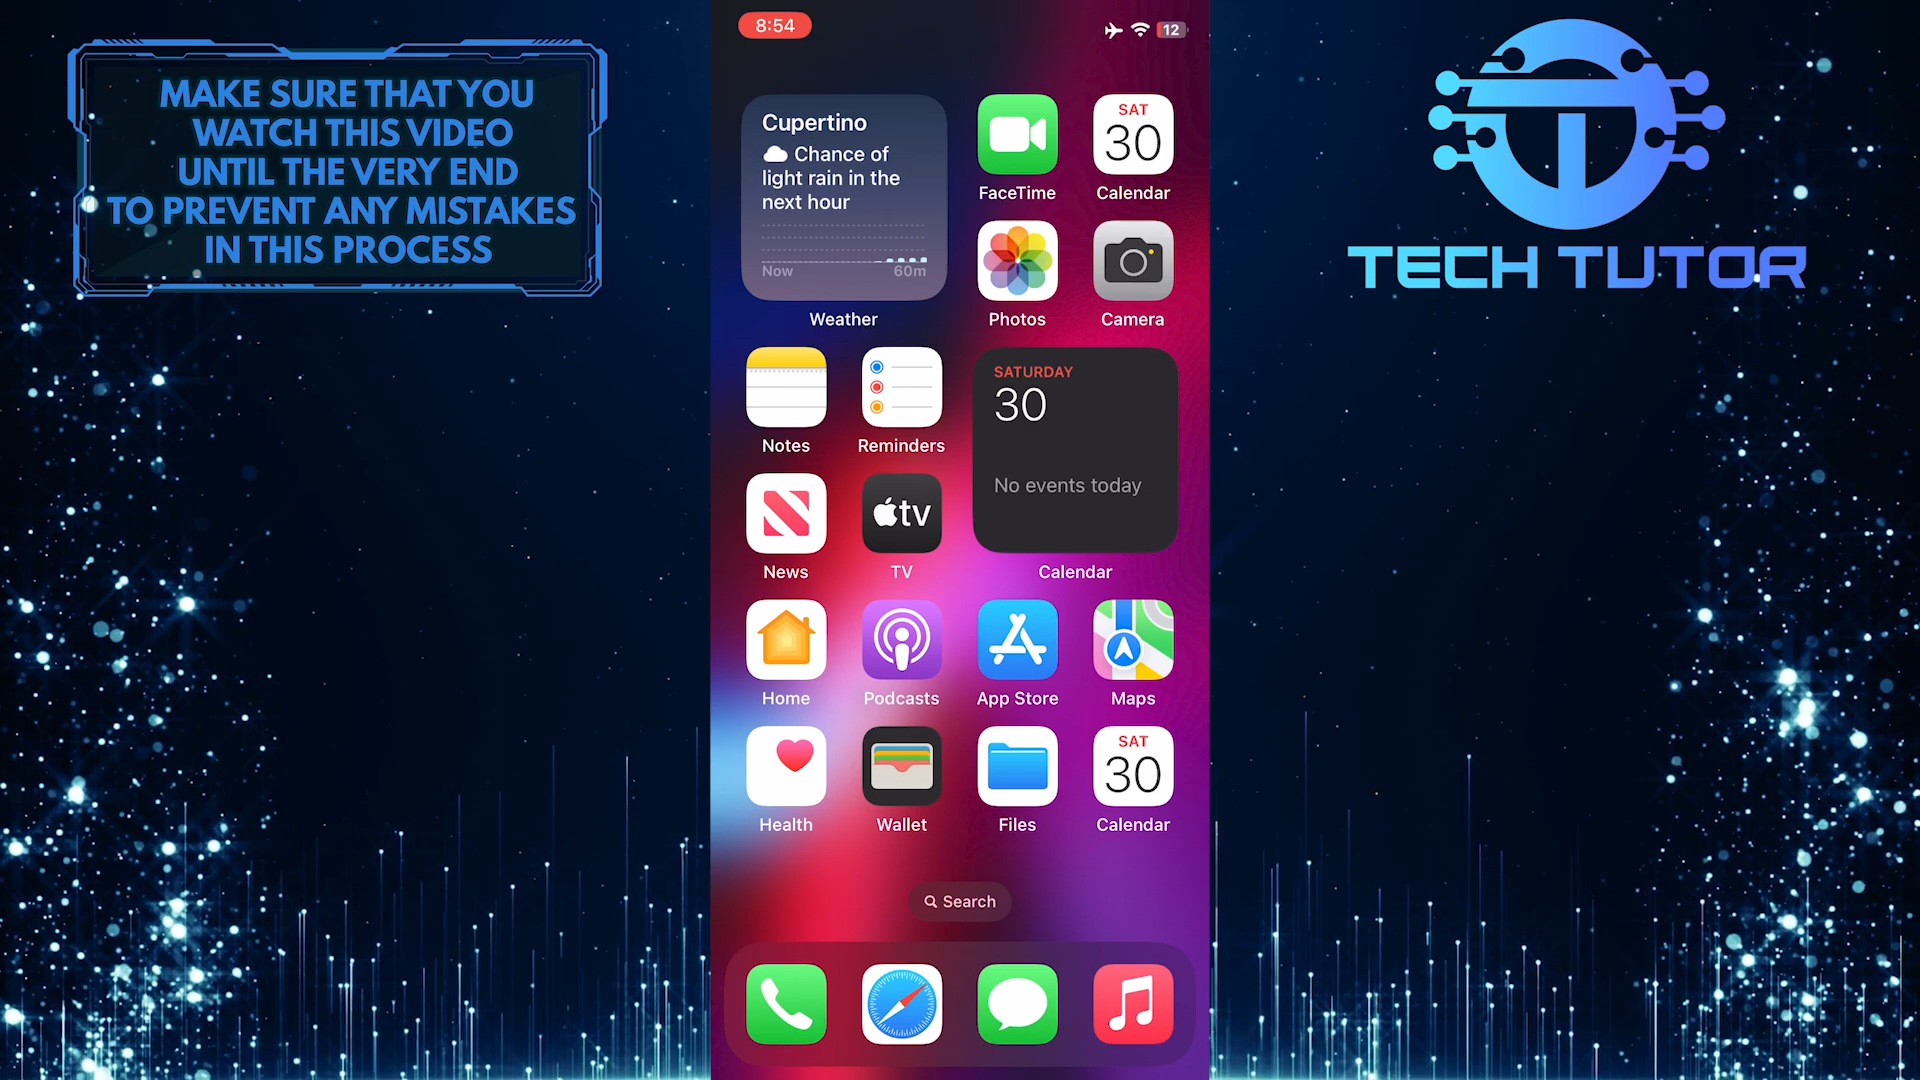 MAKE SURE THAT YOU
WATCH THIS VIDEO
UNTIL THE VERY END
TO PREVENT ANY MISTAKES
IN THIS PROCESS
8:54
12
Cupertino
Chance of
light rain in the
next hour
Now 60m
Weather
FaceTime
SAT
30
Calendar
Photos
Camera
Notes
Reminders
SATURDAY
30
No events today
Calendar
News
tv
TV
Home
Podcasts
App Store
Maps
Health
Wallet
Files
SAT
30
Calendar
Search
TECH TUTOR